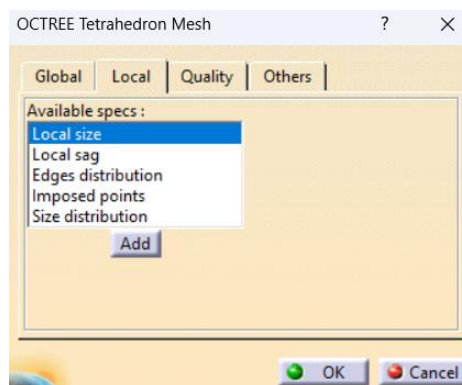 OCTREE Tetrahedron Mesh ? ×
Global Local Quality Others
Available specs :
Local size
Local sag
Edges distribution
Imposed points
Size distribution
Add
OK Cancel